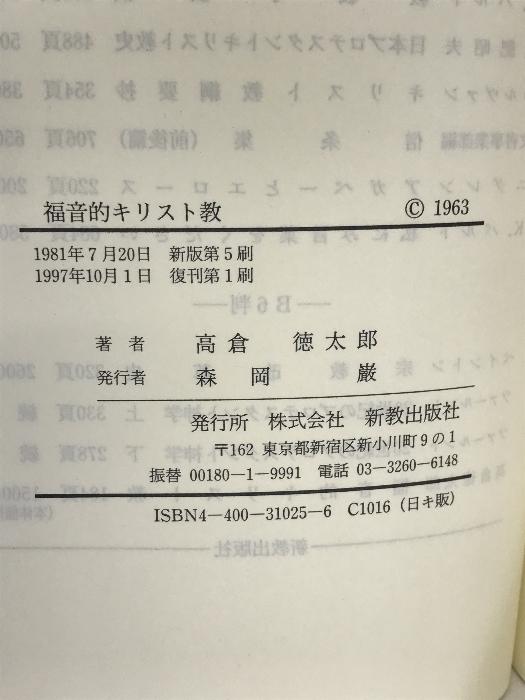 福音的キリスト教 © 1963
1981年7月20日 新版第5刷
1997年10月1日 復刊第1刷
著者 高倉 徳太郎
発行者 森岡 巌
発行所 株式会社 新教出版社
〒162 東京都新宿区新小川町9の1
振替 00180-1-9991 電話 03-3260-6148
ISBN4-400-31025-6 C1016 (日キ販)